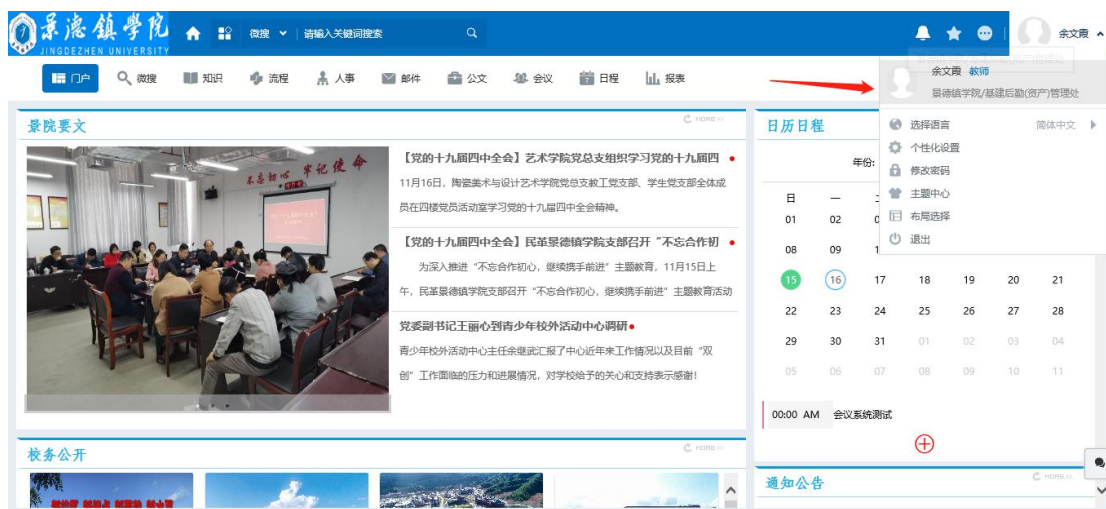 景德鎮學院
JINGDEZHEN UNIVERSITY
微搜
请输入关键词搜索
余文霞
门户
微搜
知识
流程
人事
邮件
公文
会议
日程
报表
余文霞 教师
景德镇学院/基建后勤(资产)管理处
选择语言 简体中文
个性化设置
修改密码
主题中心
布局选择
退出
景院要文
MORE>>
不忘初心 牢记使命
【党的十九届四中全会】艺术学院党总支组织学习党的十九届四
11月16日，陶瓷美术与设计艺术学院党总支教工党支部、学生党支部全体成
员在四楼党员活动室学习党的十九届四中全会精神。
【党的十九届四中全会】民革景德镇学院支部召开“不忘合作初
为深入推进“不忘合作初心，继续携手前进”主题教育，11月15日上
午，民革景德镇学院支部召开“不忘合作初心，继续携手前进”主题教育活动
党委副书记王丽心到青少年校外活动中心调研
青少年校外活动中心主任余继武汇报了中心近年来工作情况以及目前“双
创”工作面临的压力和进展情况，对学校给予的关心和支持表示感谢！
日历日程
年份:
日 一
01 02
08 09
15 16 17 18 19 20 21
22 23 24 25 26 27 28
29 30 31 01 02 03 04
05 06 07 08 09 10 11
00:00 AM 会议系统测试
校务公开
MORE>>
通知公告
MORE>>